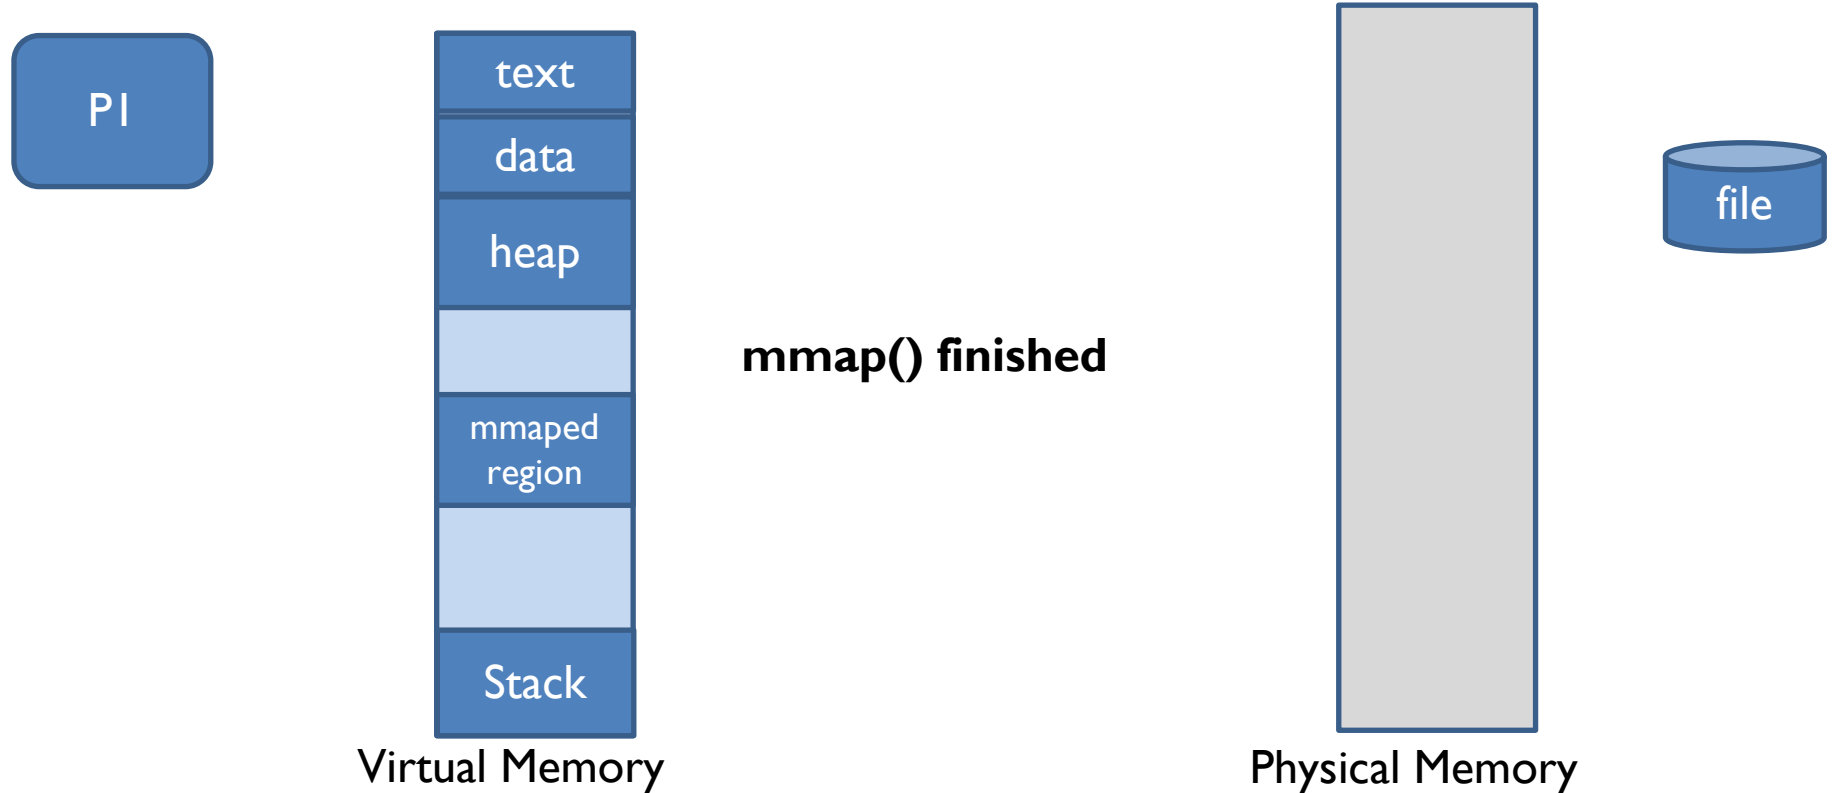 P1
text
data
heap
mmaped
region
Stack
Virtual Memory
mmap() finished
Physical Memory
file